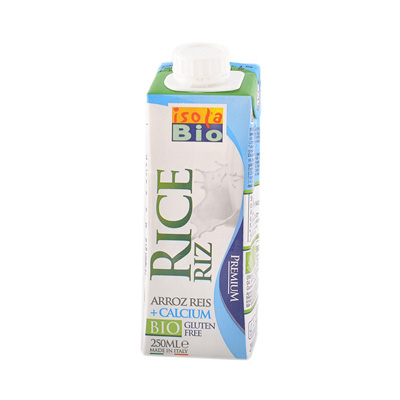 isola
Bio
RICE
RIZ
PREMIUM
ARROZ REIS
+ CALCIUM
BIO
GLUTEN
FREE
250ML e
MADE IN ITALY